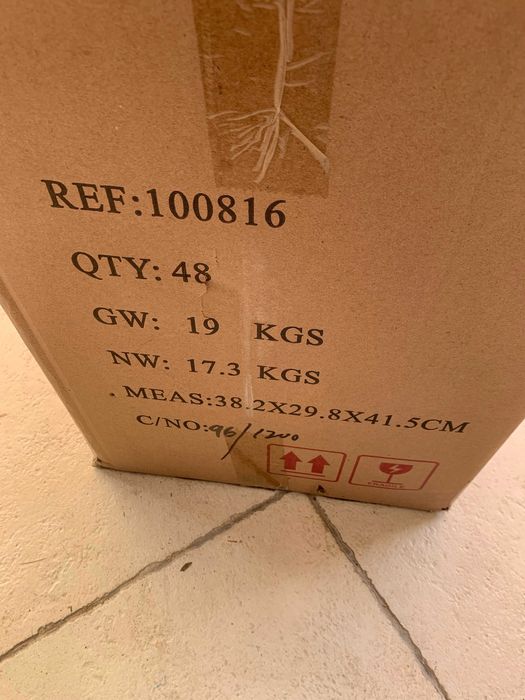 REF:100816
QTY: 48
GW: 19 KGS
NW: 17.3 KGS
MEAS:38.2X29.8X41.5CM
C/NO:96/1200
FRAGILE